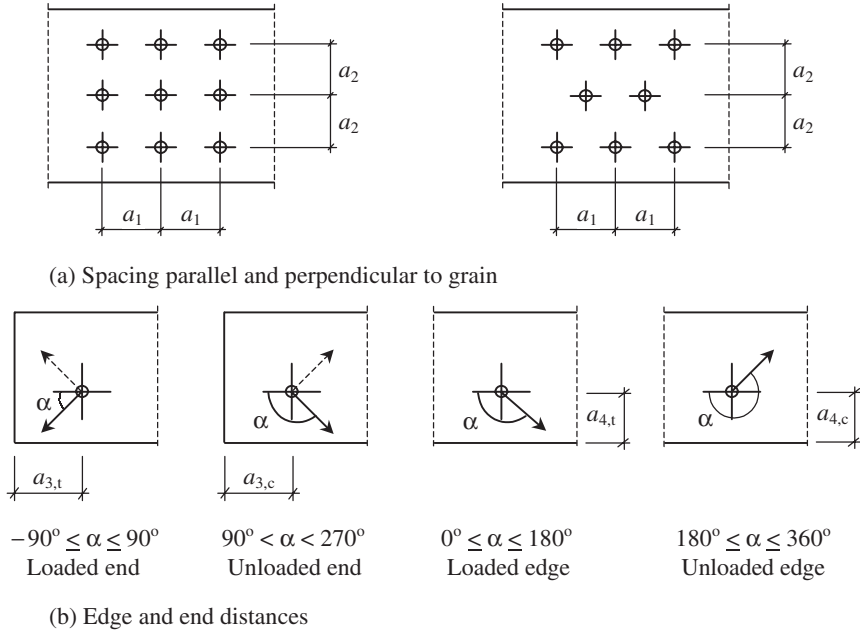 a2
a2
a2
a2
a1 a1
a1 a1
(a) Spacing parallel and perpendicular to grain
α
α
α
α
a4,t
a4,c
a3,t
a3,c
−90° ≤ α ≤ 90°
Loaded end
90° < α < 270°
Unloaded end
0° ≤ α ≤ 180°
Loaded edge
180° ≤ α ≤ 360°
Unloaded edge
(b) Edge and end distances